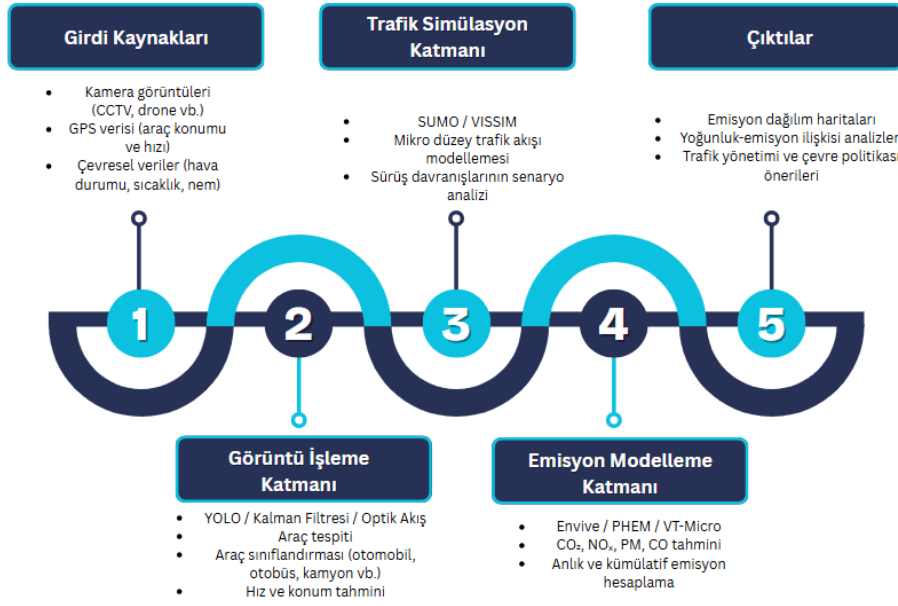 Girdi Kaynakları
• Kamera görüntüleri
(CCTV, drone vb.)
• GPS verisi (araç konumu
ve hızı)
• Çevresel veriler (hava
durumu, sıcaklık, nem)
Trafik Simülasyon
Katmanı
• SUMO / VISSIM
• Mikro düzey trafik akışı
modellemesi
• Sürüş davranışlarının senaryo
analizi
Çıktılar
• Emisyon dağılım haritaları
• Yoğunluk-emisyon ilişkisi analizler
• Trafik yönetimi ve çevre politikası
önerileri
1
2
3
4
5
Görüntü İşleme
Katmanı
• YOLO / Kalman Filtresi / Optik Akış
• Araç tespiti
• Araç sınıflandırması (otomobil,
otobüs, kamyon vb.)
• Hız ve konum tahmini
Emisyon Modelleme
Katmanı
• Envive / PHEM / VT-Micro
• CO₂, NOₓ, PM, CO tahmini
• Anlık ve kümülatif emisyon
hesaplama